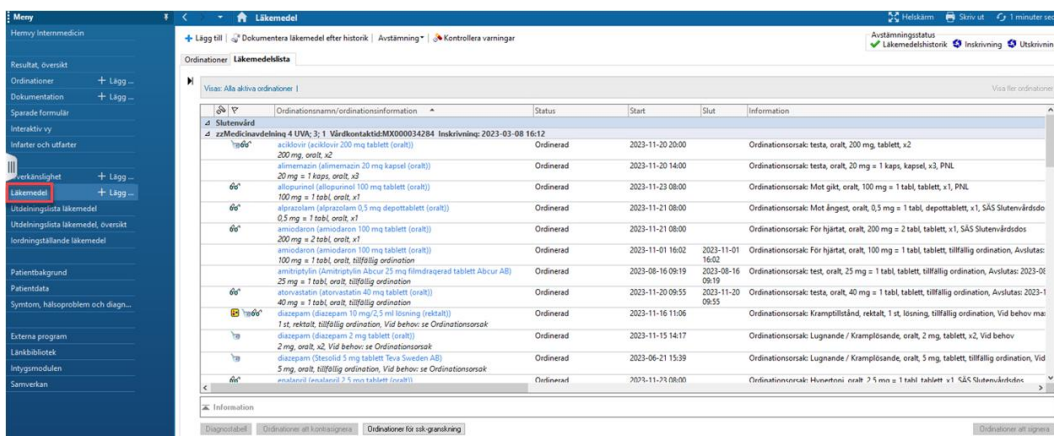 Meny
Läkemedel
Helskärm Skriv ut 1 minuter sed
Hemvy Internmedicin
Resultat, översikt
Ordinationer + Lägg ...
Dokumentation + Lägg ...
Sparade formulär
Interaktiv vy
Infarter och utfarter
verkänslighet + Lägg ...
Läkemedel + Lägg ...
Utdelningslista läkemedel
Utdelningslista läkemedel, översikt
Iordningställande läkemedel
Patientbakgrund
Patientdata
Symtom, hälsoproblem och diagn...
Externa program
Länkbibliotek
Intygsmodulen
Samverkan
+ Lägg till | Dokumentera läkemedel efter historik | Avstämning | Kontrollera varningar
Avstämningsstatus
Läkemedelshistorik Inskrivning Utskrivnin
Ordinationer Läkemedelslista
Visas: Alla aktiva ordinationer |
Visa fler ordinationer
Ordinationsnamn/ordinationsinformation Status Start Slut Information
Slutenvård
zzMedicinavdelning 4 UVA; 3; 1 Vårdkontaktid:MX000034284 Inskrivning: 2023-03-08 16:12
aciklovir (aciklovir 200 mg tablett (oralt)) Ordinerad 2023-11-20 20:00 Ordinationsorsak: testa, oralt, 200 mg, tablett, x2
200 mg, oralt, x2
alimemazin (alimemazin 20 mg kapsel (oralt)) Ordinerad 2023-11-20 14:00 Ordinationsorsak: testa, oralt, 20 mg = 1 kaps, kapsel, x3, PNL
20 mg = 1 kaps, oralt, x3
allopurinol (allopurinol 100 mg tablett (oralt)) Ordinerad 2023-11-23 08:00 Ordinationsorsak: Mot gikt, oralt, 100 mg = 1 tabl, tablett, x1, PNL
100 mg = 1 tabl, oralt, x1
alprazolam (alprazolam 0,5 mg depottablett (oralt)) Ordinerad 2023-11-21 08:00 Ordinationsorsak: Mot ångest, oralt, 0,5 mg = 1 tabl, depottablett, x1, SÄS Slutenvårdsdo
0,5 mg = 1 tabl, oralt, x1
amiodaron (amiodaron 100 mg tablett (oralt)) Ordinerad 2023-11-21 08:00 Ordinationsorsak: För hjärtat, oralt, 200 mg = 2 tabl, tablett, x1, SÄS Slutenvårdsdos
200 mg = 2 tabl, oralt, x1
amiodaron (amiodaron 100 mg tablett (oralt)) Ordinerad 2023-11-01 16:02 2023-11-01 Ordinationsorsak: För hjärtat, oralt, 100 mg = 1 tabl, tablett, tillfällig ordination, Avslutas:
100 mg = 1 tabl, oralt, tillfällig ordination 16:02
amitriptylin (Amitriptylin Abcur 25 mg filmdragerad tablett Abcur AB) Ordinerad 2023-08-16 09:19 2023-08-16 Ordinationsorsak: test, oralt, 25 mg = 1 tabl, tablett, tillfällig ordination, Avslutas: 2023-08
25 mg = 1 tabl, oralt, tillfällig ordination 09:19
atorvastatin (atorvastatin 40 mg tablett (oralt)) Ordinerad 2023-11-20 09:55 2023-11-20 Ordinationsorsak: testa, oralt, 40 mg = 1 tabl, tablett, tillfällig ordination, Avslutas: 2023-1
40 mg = 1 tabl, oralt, tillfällig ordination 09:55
diazepam (diazepam 10 mg/2,5 ml lösning (rektalt)) Ordinerad 2023-11-16 11:06 Ordinationsorsak: Kramptillstånd, rektalt, 1 st, lösning, tillfällig ordination, Vid behov max
1 st, rektalt, tillfällig ordination, Vid behov: se Ordinationsorsak
diazepam (diazepam 2 mg tablett (oralt)) Ordinerad 2023-11-15 14:17 Ordinationsorsak: Lugnande / Kramplösande, oralt, 2 mg, tablett, x2, Vid behov
2 mg, oralt, x2, Vid behov: se Ordinationsorsak
diazepam (Stesolid 5 mg tablett Teva Sweden AB) Ordinerad 2023-06-21 15:39 Ordinationsorsak: Lugnande / Kramplösande, oralt, 5 mg, tablett, tillfällig ordination, Vid
5 mg, oralt, tillfällig ordination, Vid behov: se Ordinationsorsak
enalapril (enalapril 2,5 mg tablett (oralt)) Ordinerad 2023-11-23 08:00 Ordinationsorsak: Hypertoni, oralt, 2,5 mg = 1 tabl, tablett, x1, SÄS Slutenvårdsdos
Information
Diagnostabell Ordinationer att kontrasignera Ordinationer för ssk-granskning Ordinationer att signera